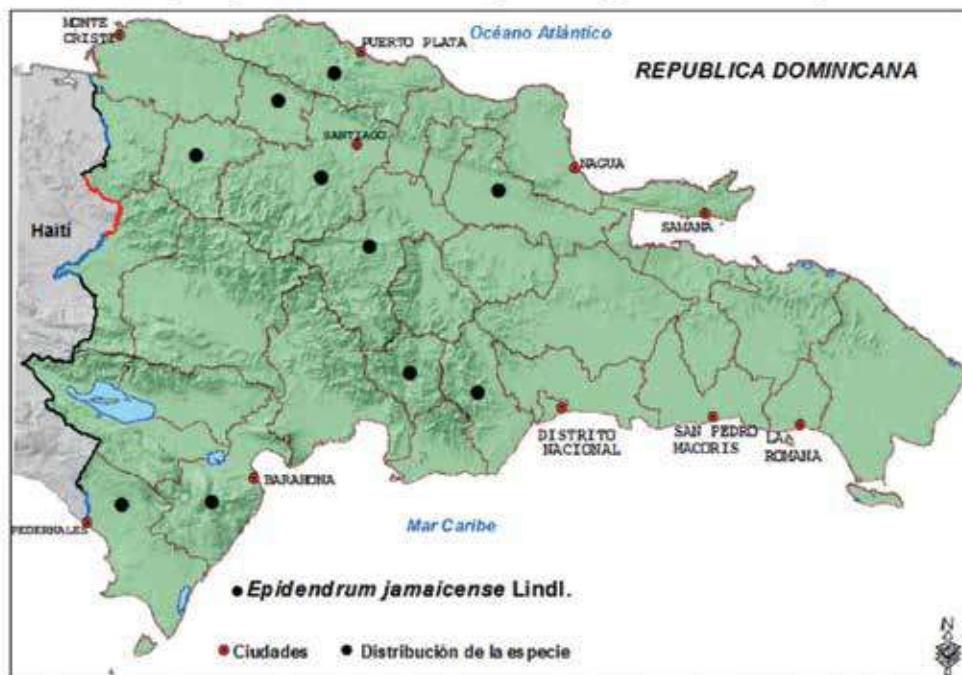 MONTE
CRISTI
PUERTO PLATA
Océano Atlántico
REPUBLICA DOMINICANA
SANTIAGO
NAGUA
SAMANA
Haití
DISTRITO
NACIONAL
SAN PEDRO
MACORIS
LA
ROMANA
BARAHONA
PEDERNALES
Mar Caribe
Epidendrum jamaicense Lindl.
Ciudades
Distribución de la especie
N